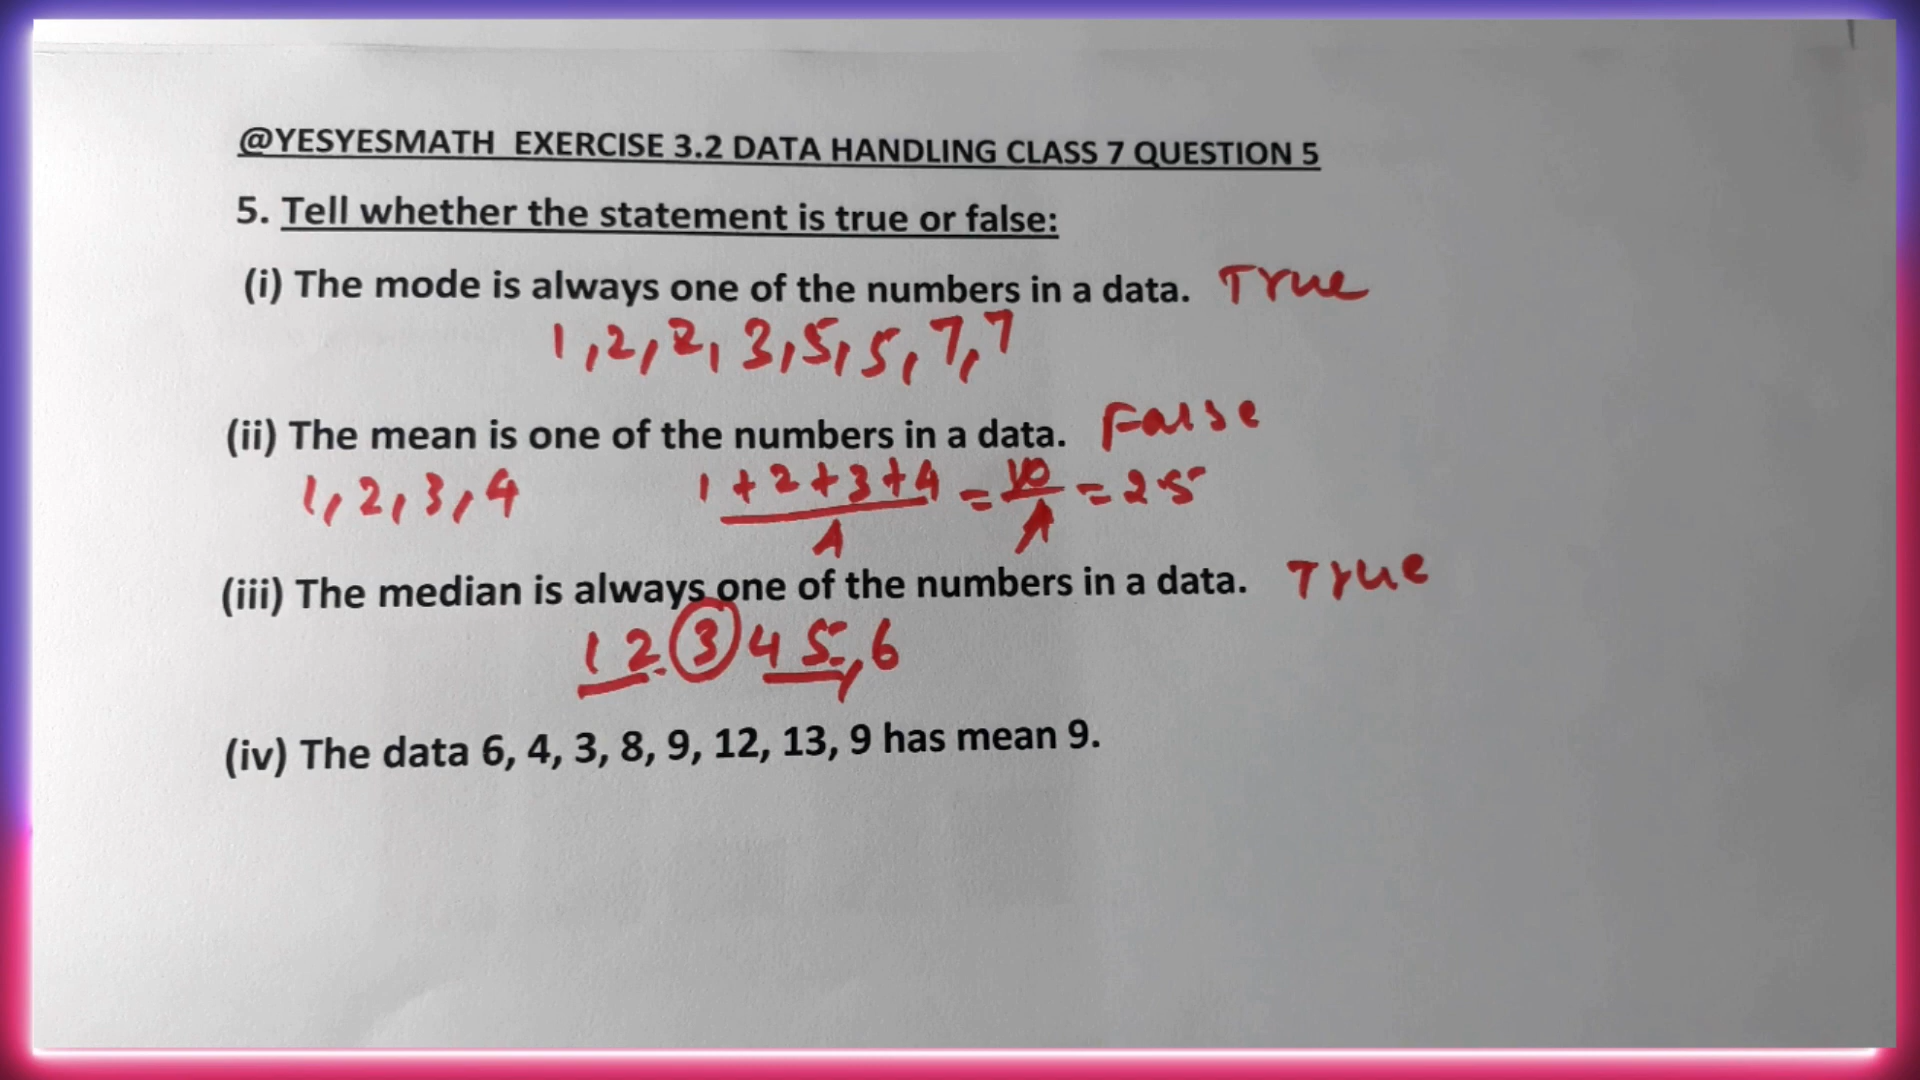 @YESYESMATH EXERCISE 3.2 DATA HANDLING CLASS 7 QUESTION 5
5. Tell whether the statement is true or false:
(i) The mode is always one of the numbers in a data. True
1, 2, 2, 3, 5, 5, 7, 7
(ii) The mean is one of the numbers in a data. False
1, 2, 3, 4 1+2+3+4/4 = 10/4 = 2.5
(iii) The median is always one of the numbers in a data. True
1 2 3 4 5, 6
(iv) The data 6, 4, 3, 8, 9, 12, 13, 9 has mean 9.